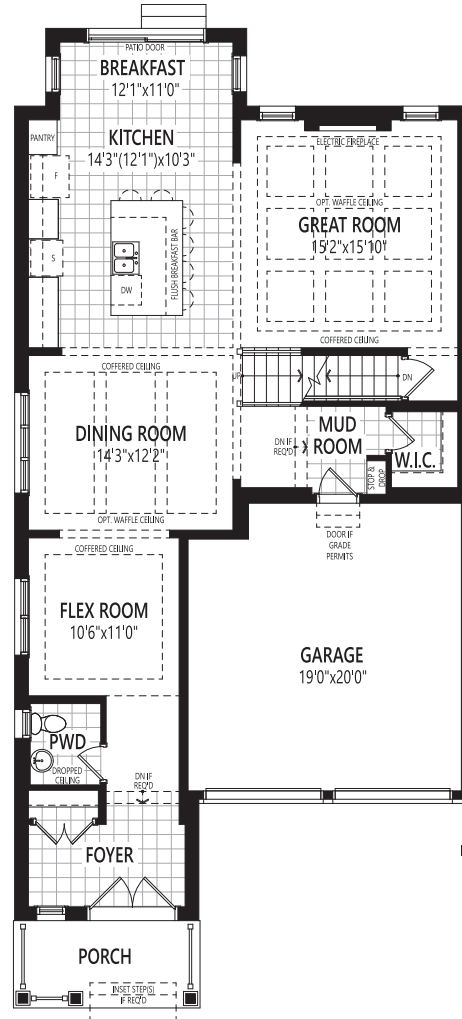 PATIO DOOR
BREAKFAST
12'1"x11'0"
KITCHEN
14'3"(12'1")x10'3"
PANTRY
F
S
DW
FLUSH BREAKFAST BAR
ELECTRIC FIREPLACE
OPT. WAFFLE CEILING
GREAT ROOM
15'2"x15'10"
COFFERED CEILING
COFFERED CEILING
DINING ROOM
14'3"x12'2"
OPT. WAFFLE CEILING
UP
DN
DN IF
REQ'D
MUD
ROOM
W.I.C.
STOP &
DROP
DOOR IF
GRADE
PERMITS
COFFERED CEILING
FLEX ROOM
10'6"x11'0"
GARAGE
19'0"x20'0"
PWD
DROPPED
CEILING
DN IF
REQ'D
FOYER
PORCH
INSET STEP(S)
IF REQ'D